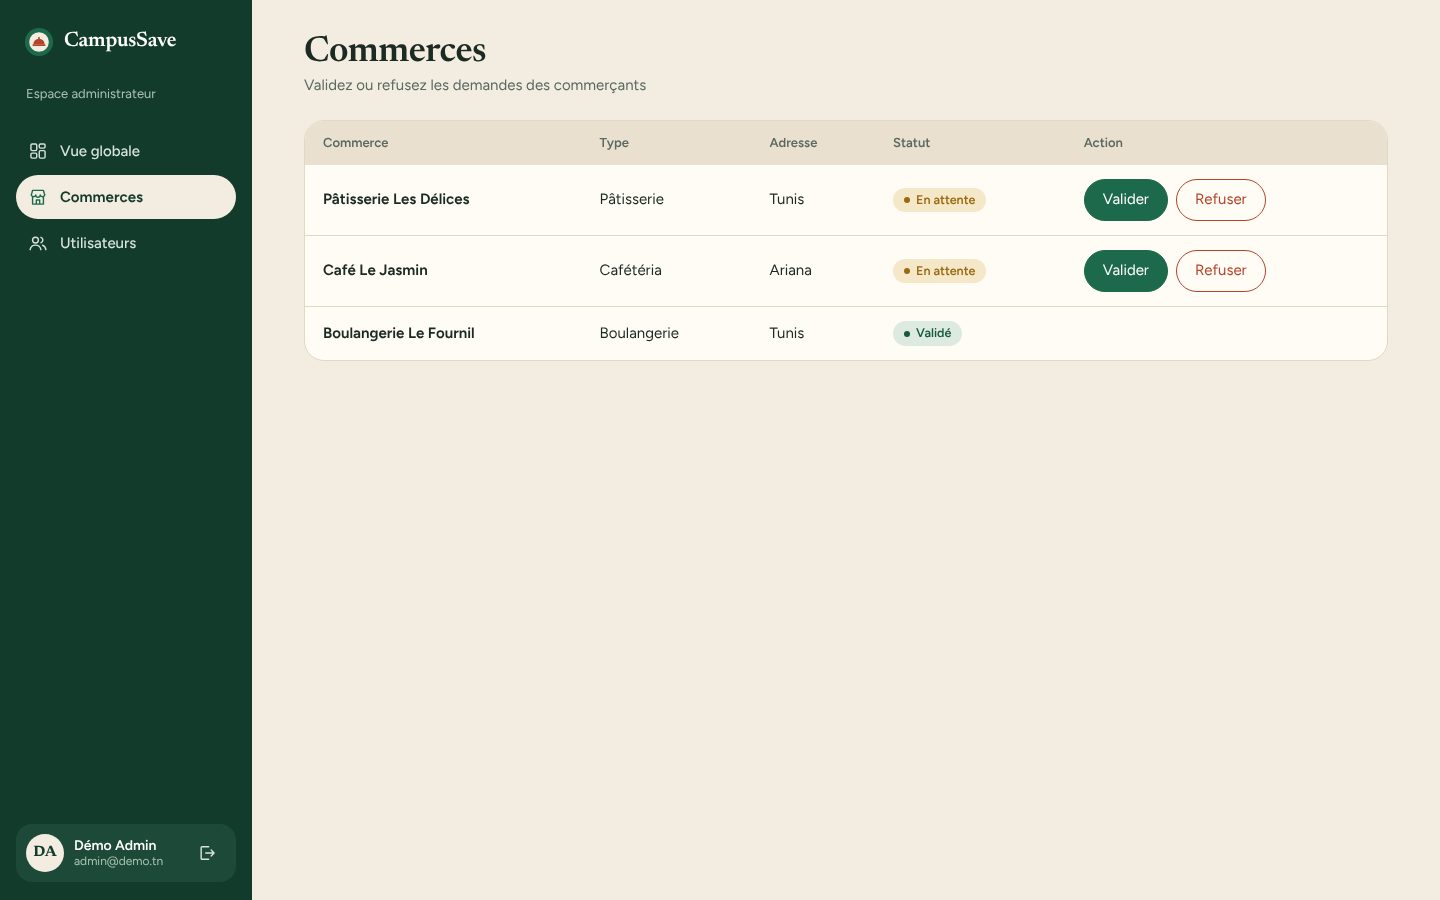 CampusSave
Espace administrateur
Vue globale
Commerces
Utilisateurs
DA
Démo Admin
admin@demo.tn
Commerces
Validez ou refusez les demandes des commerçants
Commerce Type Adresse Statut Action
Pâtisserie Les Délices Pâtisserie Tunis En attente Valider Refuser
Café Le Jasmin Cafétéria Ariana En attente Valider Refuser
Boulangerie Le Fournil Boulangerie Tunis Validé